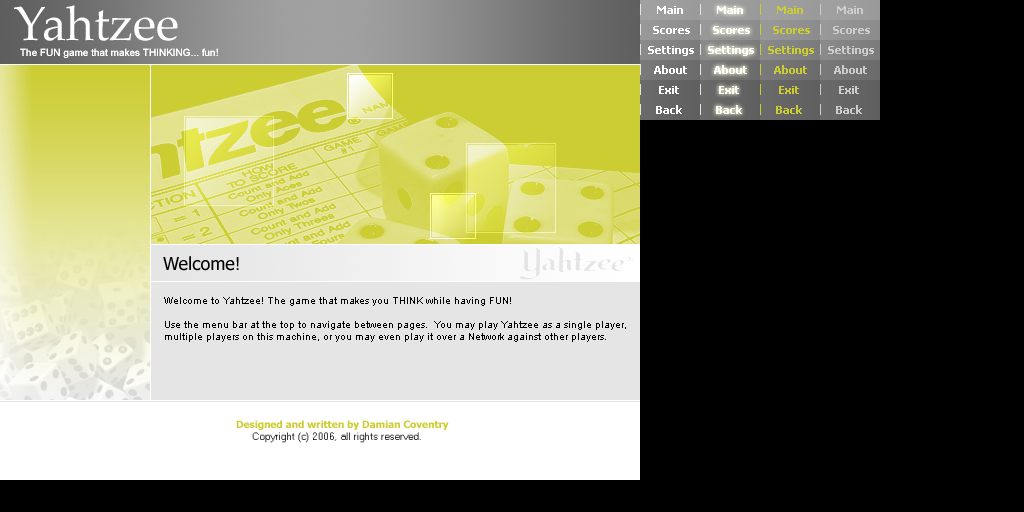 Yahtzee
The FUN game that makes THINKING... fun!
Main Main Main Main
Scores Scores Scores Scores
Settings Settings Settings Settings
About About About About
Exit Exit Exit Exit
Back Back Back Back
ntzee®
NAM
GAME
#1
GAM
HOW
TO SCORE
Count and Add
Only Aces
Count and Add
Only Twos
Count and Add
Only Threes
Count and Add
Fours
CTION
= 1
= 2
Welcome!
Yahtzee
Welcome to Yahtzee! The game that makes you THINK while having FUN!
Use the menu bar at the top to navigate between pages.  You may play Yahtzee as a single player,
multiple players on this machine, or you may even play it over a Network against other players.
Designed and written by Damian Coventry
Copyright (c) 2006, all rights reserved.